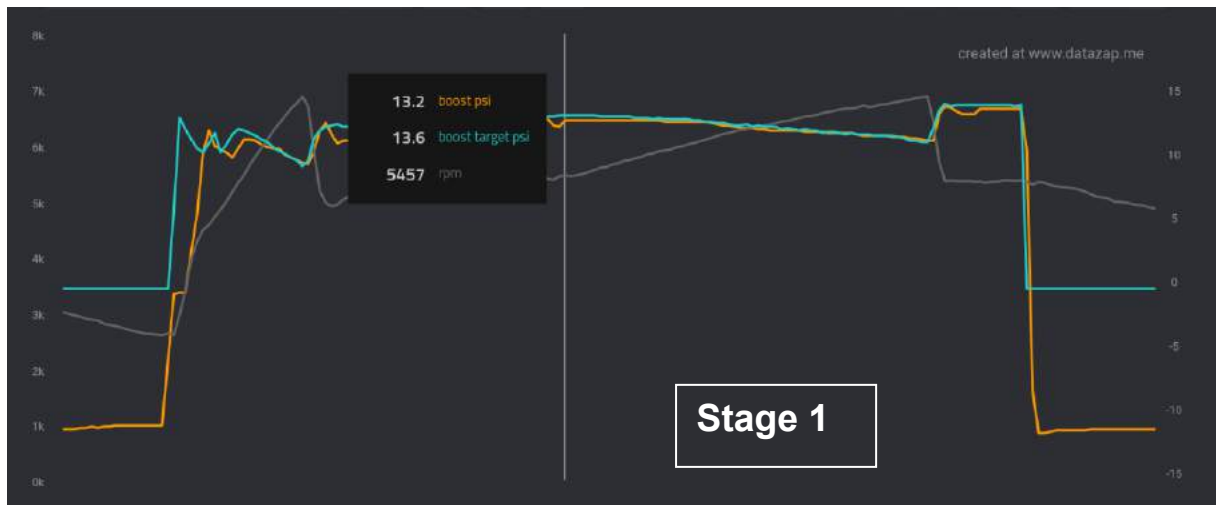 8k
created at www.datazap.me
7k
15
13.2 boost psi
13.6 boost target psi
6k
10
5457 rpm
5k
5
4k
0
3k
-5
2k
-10
Stage 1
1k
-15
0k